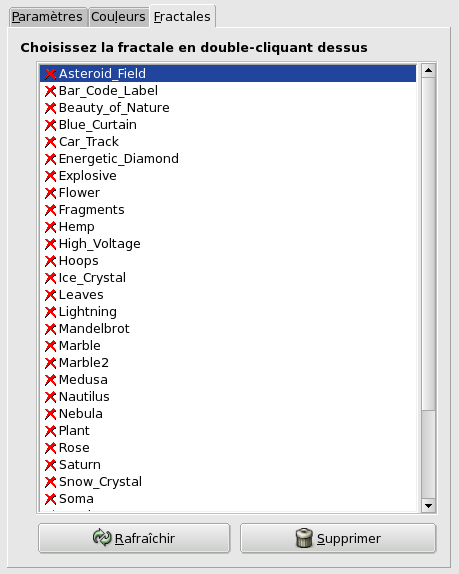 Paramètres Couleurs Fractales
Choisissez la fractale en double-cliquant dessus
Asteroid_Field
Bar_Code_Label
Beauty_of_Nature
Blue_Curtain
Car_Track
Energetic_Diamond
Explosive
Flower
Fragments
Hemp
High_Voltage
Hoops
Ice_Crystal
Leaves
Lightning
Mandelbrot
Marble
Marble2
Medusa
Nautilus
Nebula
Plant
Rose
Saturn
Snow_Crystal
Soma
Rafraîchir Supprimer